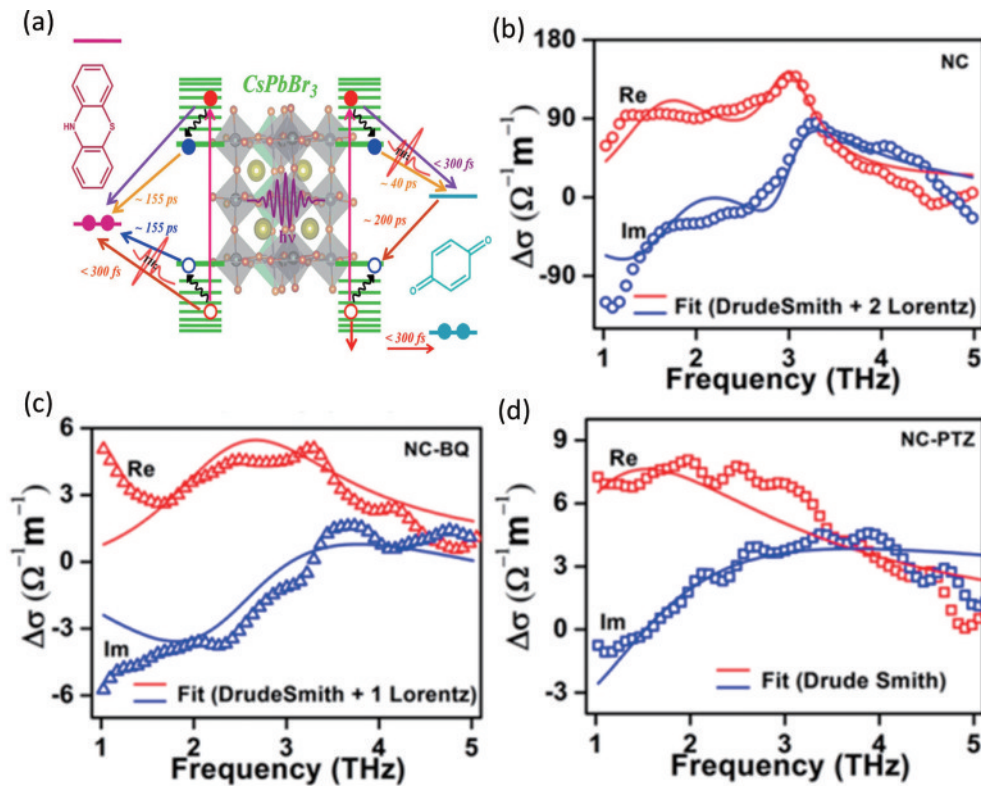 (a)
CsPbBr3
HN
S
< 300 fs
~ 40 ps
~ 155 ps
~ 200 ps
~ 155 ps
hν
< 300 fs
O
O
< 300 fs
(b)
180
90
0
-90
Δσ (Ω⁻¹m⁻¹)
NC
Re
Im
Fit (DrudeSmith + 2 Lorentz)
1 2 3 4 5
Frequency (THz)
(c)
6
3
0
-3
-6
Δσ (Ω⁻¹m⁻¹)
NC-BQ
Re
Im
Fit (DrudeSmith + 1 Lorentz)
1 2 3 4 5
Frequency (THz)
(d)
9
6
3
0
-3
Δσ (Ω⁻¹m⁻¹)
NC-PTZ
Re
Im
Fit (Drude Smith)
1 2 3 4 5
Frequency (THz)